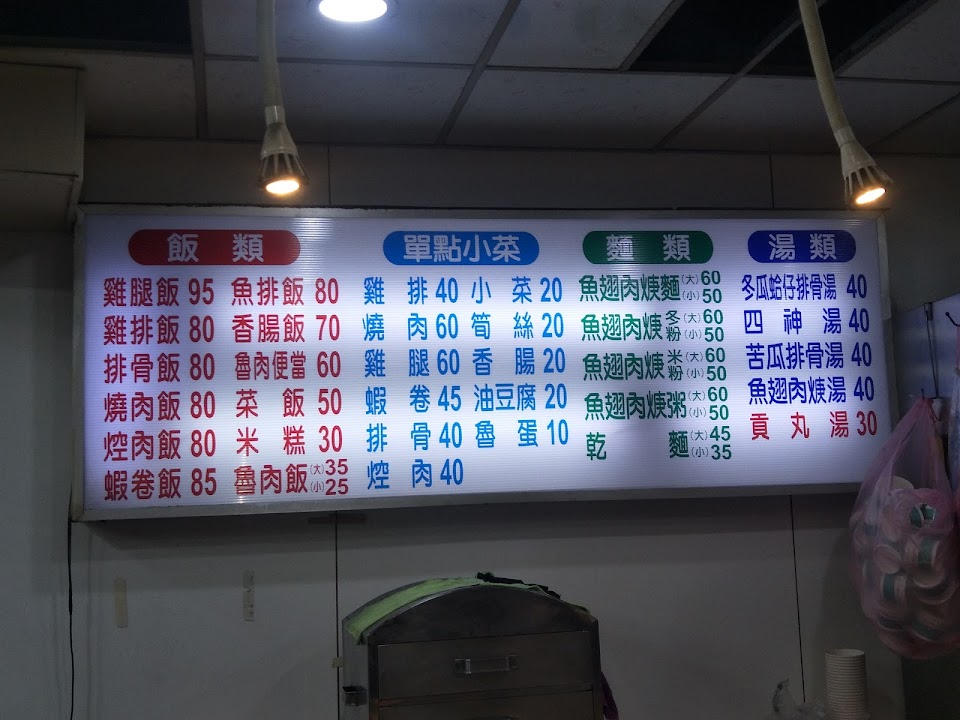 飯類
雞腿飯 95 魚排飯 80
雞排飯 80 香腸飯 70
排骨飯 80 魯肉便當 60
燒肉飯 80 菜飯 50
焢肉飯 80 米糕 30
蝦卷飯 85 魯肉飯 (大)35 (小)25
單點小菜
雞排 40 小菜 20
燒肉 60 筍絲 20
雞腿 60 香腸 20
蝦卷 45 油豆腐 20
排骨 40 魯蛋 10
焢肉 40
麵類
魚翅肉焿麵 (大)60 (小)50
魚翅肉焿冬粉 (大)60 (小)50
魚翅肉焿米粉 (大)60 (小)50
魚翅肉焿粥 (大)60 (小)50
乾麵 (大)45 (小)35
湯類
冬瓜蛤仔排骨湯 40
四神湯 40
苦瓜排骨湯 40
魚翅肉焿湯 40
貢丸湯 30